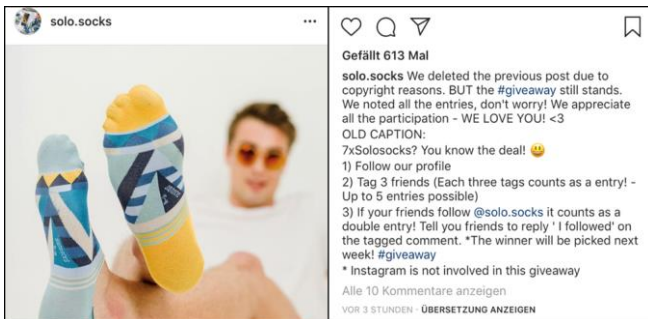 solo.socks
Gefällt 613 Mal
solo.socks We deleted the previous post due to
copyright reasons. BUT the #giveaway still stands.
We noted all the entries, don't worry! We appreciate
all the participation - WE LOVE YOU! <3
OLD CAPTION:
7xSolosocks? You know the deal! 😃
1) Follow our profile
2) Tag 3 friends (Each three tags counts as a entry! -
Up to 5 entries possible)
3) If your friends follow @solo.socks it counts as a
double entry! Tell you friends to reply ' I followed' on
the tagged comment. *The winner will be picked next
week! #giveaway
* Instagram is not involved in this giveaway
Alle 10 Kommentare anzeigen
VOR 3 STUNDEN · ÜBERSETZUNG ANZEIGEN